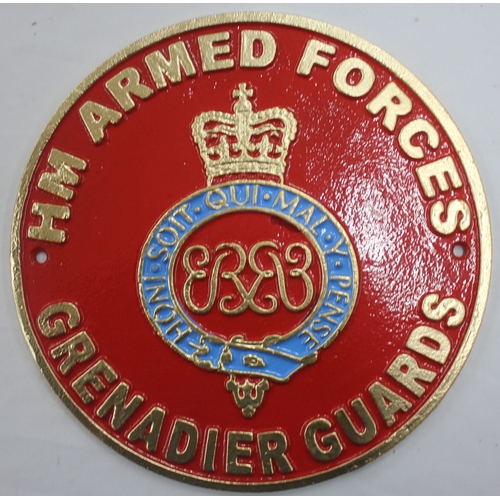 HM ARMED FORCES
HONI · SOIT · QUI · MAL · Y · PENSE
GRENADIER GUARDS